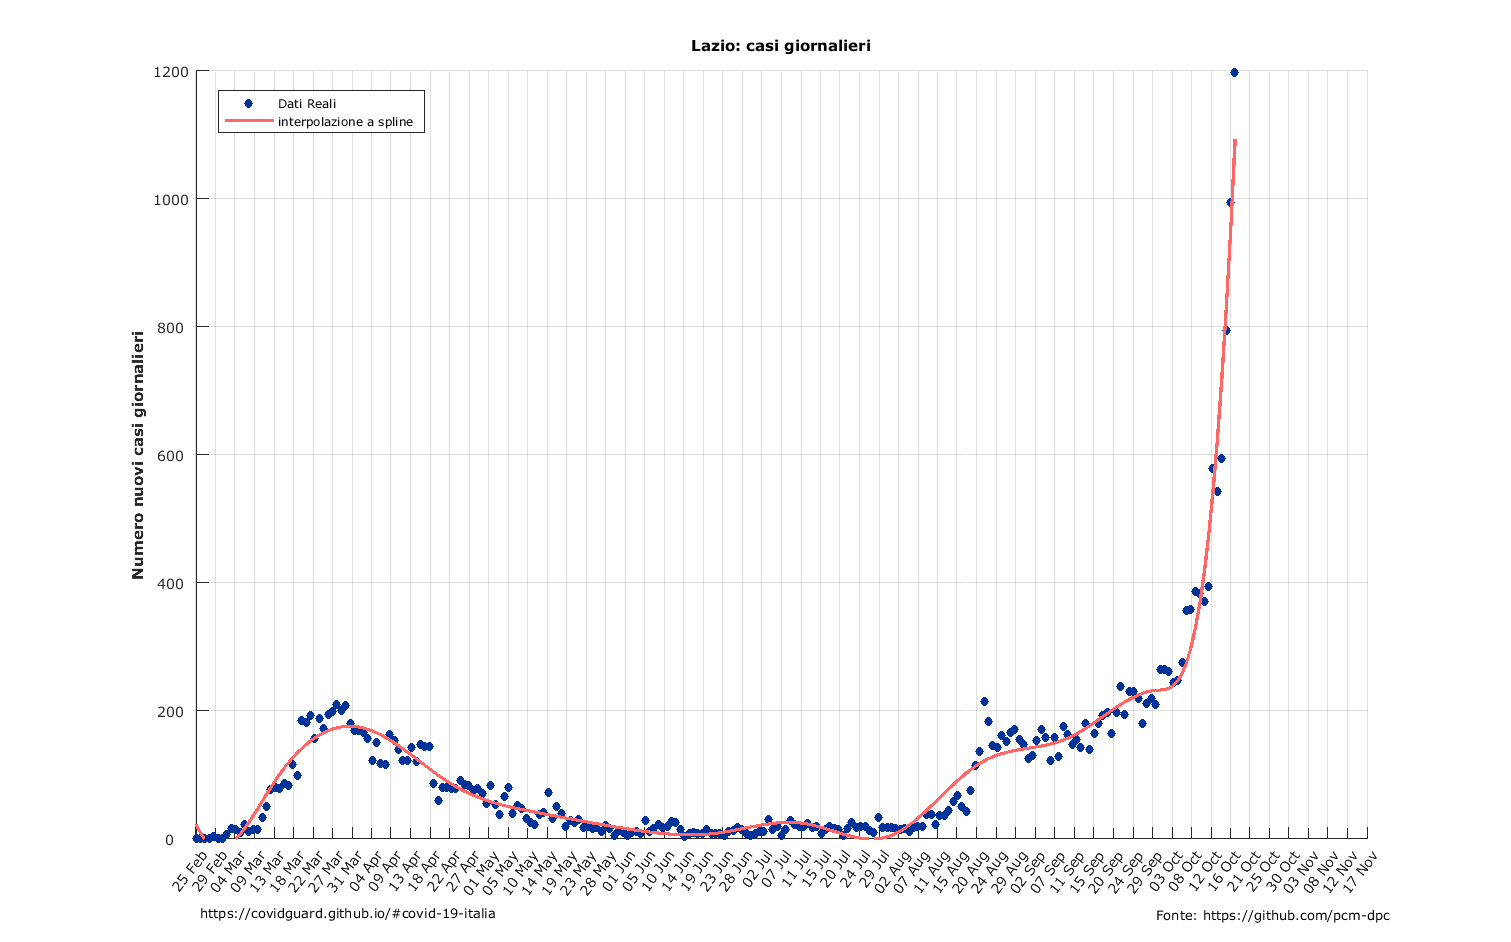 Lazio: casi giornalieri
Dati Reali
interpolazione a spline
Numero nuovi casi giornalieri
1200
1000
800
600
400
200
0
25 Feb
29 Feb
04 Mar
09 Mar
13 Mar
18 Mar
22 Mar
27 Mar
31 Mar
04 Apr
09 Apr
13 Apr
18 Apr
22 Apr
27 Apr
01 May
05 May
10 May
14 May
19 May
23 May
28 May
01 Jun
05 Jun
10 Jun
14 Jun
19 Jun
23 Jun
28 Jun
02 Jul
07 Jul
11 Jul
15 Jul
20 Jul
24 Jul
29 Jul
02 Aug
07 Aug
11 Aug
15 Aug
20 Aug
24 Aug
29 Aug
02 Sep
07 Sep
11 Sep
15 Sep
20 Sep
24 Sep
29 Sep
03 Oct
08 Oct
12 Oct
16 Oct
21 Oct
25 Oct
30 Oct
03 Nov
08 Nov
12 Nov
17 Nov
https://covidguard.github.io/#covid-19-italia
Fonte: https://github.com/pcm-dpc